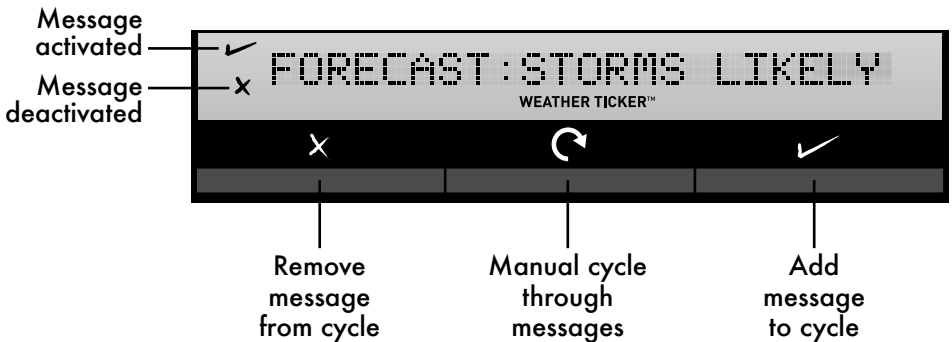 Message
activated
Message
deactivated
FORECAST:STORMS LIKELY
WEATHER TICKER™
Remove
message
from cycle
Manual cycle
through
messages
Add
message
to cycle